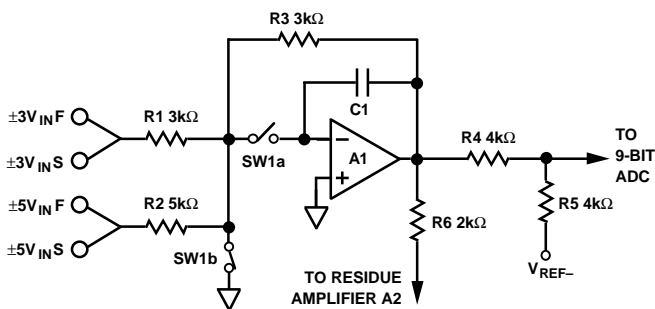 R3 3kΩ
±3V_IN F
C1
R1 3kΩ
R4 4kΩ
TO
9-BIT
ADC
±3V_IN S
SW1a
A1
±5V_IN F
R2 5kΩ
R5 4kΩ
R6 2kΩ
±5V_IN S
SW1b
V_REF–
TO RESIDUE
AMPLIFIER A2